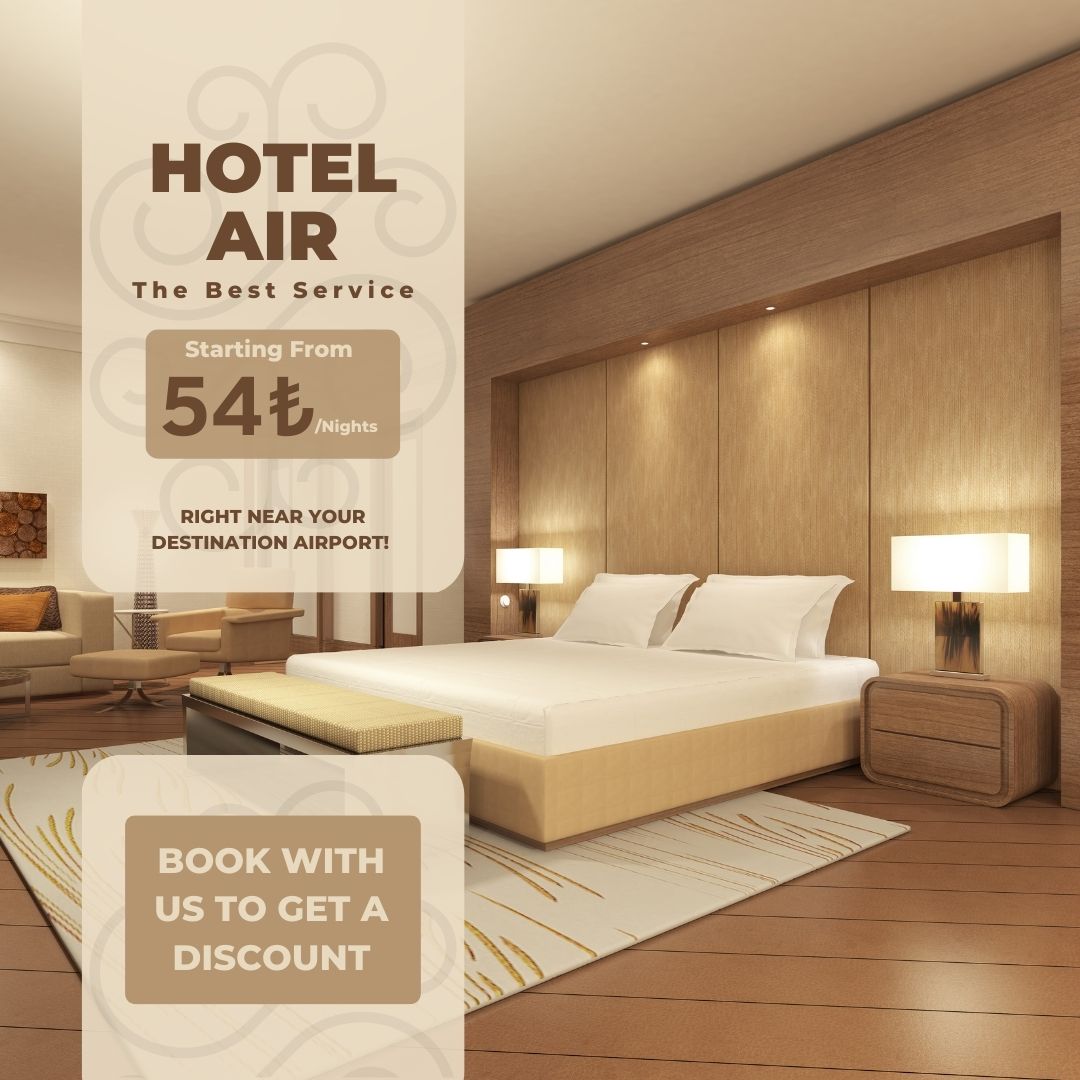 HOTEL
AIR
The Best Service
Starting From
54₺/Nights
RIGHT NEAR YOUR
DESTINATION AIRPORT!
BOOK WITH
US TO GET A
DISCOUNT